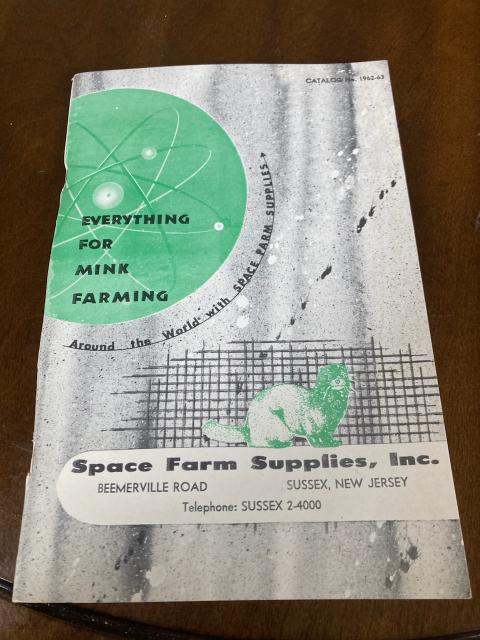 CATALOG No. 1962-63
EVERYTHING
FOR
MINK
FARMING
Around the World with SPACE FARM SUPPLIES
Space Farm Supplies, Inc.
BEEMERVILLE ROAD SUSSEX, NEW JERSEY
Telephone: SUSSEX 2-4000